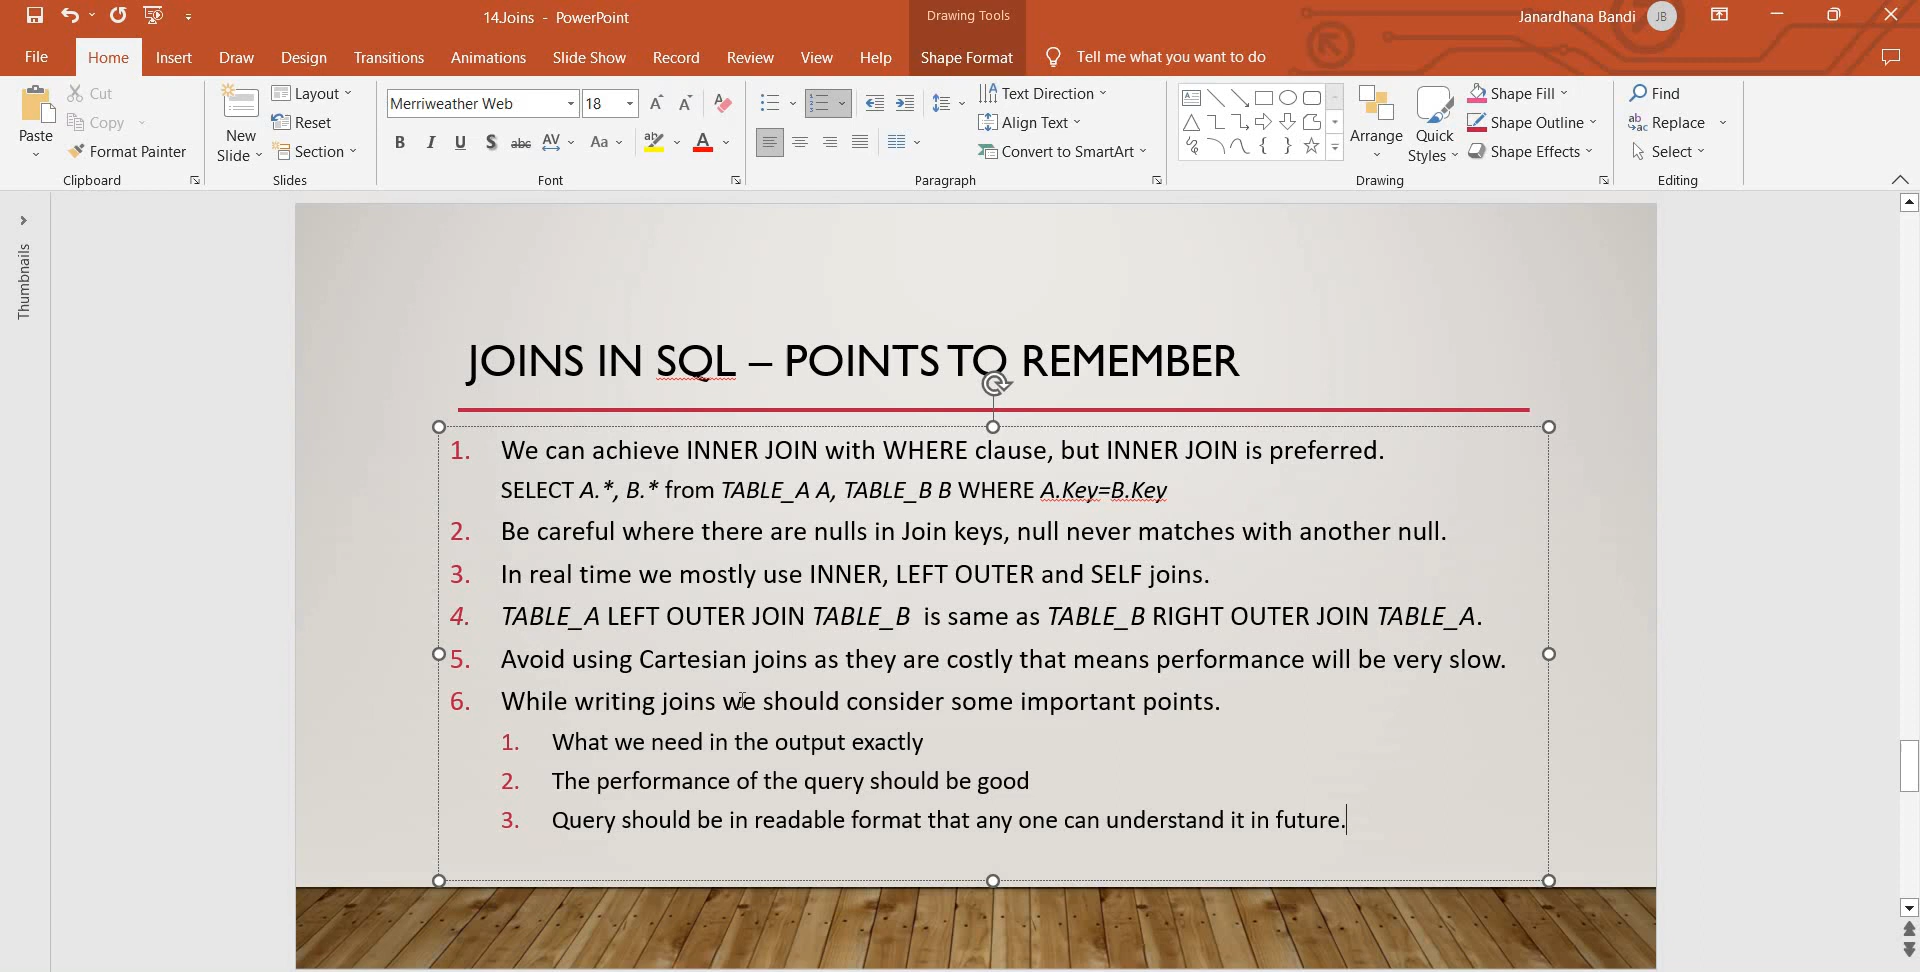 14.Joins - PowerPoint
Drawing Tools
Janardhana Bandi
JB
File
Home
Insert
Draw
Design
Transitions
Animations
Slide Show
Record
Review
View
Help
Shape Format
Tell me what you want to do
Paste
Cut
Copy
Format Painter
Clipboard
New
Slide
Layout
Reset
Section
Slides
Merriweather Web
18
Font
Text Direction
Align Text
Convert to SmartArt
Paragraph
Arrange
Quick
Styles
Shape Fill
Shape Outline
Shape Effects
Drawing
Find
Replace
Select
Editing
Thumbnails
JOINS IN SQL – POINTS TO REMEMBER
1. We can achieve INNER JOIN with WHERE clause, but INNER JOIN is preferred.
SELECT A.*, B.* from TABLE_A A, TABLE_B B WHERE A.Key=B.Key
2. Be careful where there are nulls in Join keys, null never matches with another null.
3. In real time we mostly use INNER, LEFT OUTER and SELF joins.
4. TABLE_A LEFT OUTER JOIN TABLE_B is same as TABLE_B RIGHT OUTER JOIN TABLE_A.
5. Avoid using Cartesian joins as they are costly that means performance will be very slow.
6. While writing joins we should consider some important points.
1. What we need in the output exactly
2. The performance of the query should be good
3. Query should be in readable format that any one can understand it in future.